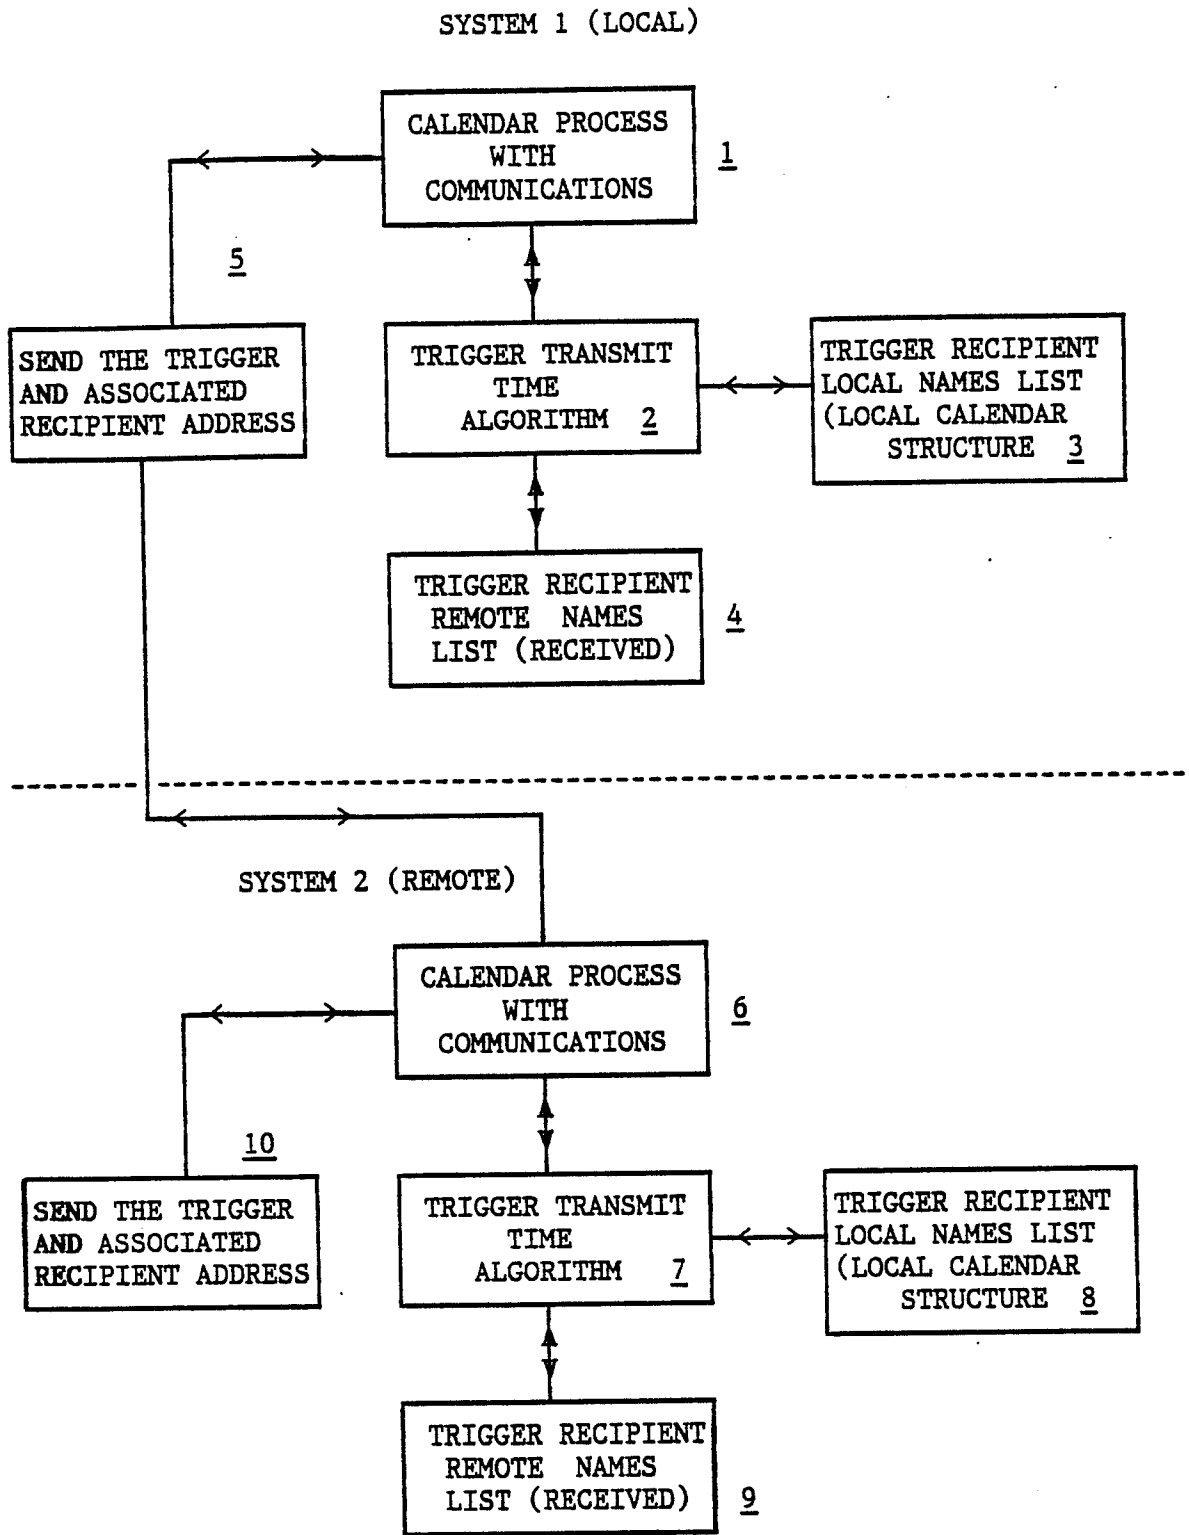 SYSTEM 1 (LOCAL)
CALENDAR PROCESS
WITH
COMMUNICATIONS
1
5
SEND THE TRIGGER
AND ASSOCIATED
RECIPIENT ADDRESS
TRIGGER TRANSMIT
TIME
ALGORITHM 2
TRIGGER RECIPIENT
LOCAL NAMES LIST
(LOCAL CALENDAR
STRUCTURE 3
TRIGGER RECIPIENT
REMOTE NAMES
LIST (RECEIVED)
4
SYSTEM 2 (REMOTE)
CALENDAR PROCESS
WITH
COMMUNICATIONS
6
10
SEND THE TRIGGER
AND ASSOCIATED
RECIPIENT ADDRESS
TRIGGER TRANSMIT
TIME
ALGORITHM 7
TRIGGER RECIPIENT
LOCAL NAMES LIST
(LOCAL CALENDAR
STRUCTURE 8
TRIGGER RECIPIENT
REMOTE NAMES
LIST (RECEIVED)
9